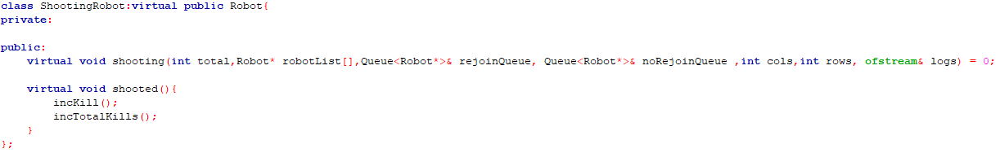 class ShootingRobot:virtual public Robot{
private:

public:
    virtual void shooting(int total,Robot* robotList[],Queue<Robot*>& rejoinQueue, Queue<Robot*>& noRejoinQueue ,int cols,int rows, ofstream& logs) = 0;

    virtual void shooted(){
        incKill();
        incTotalKills();
    }
};